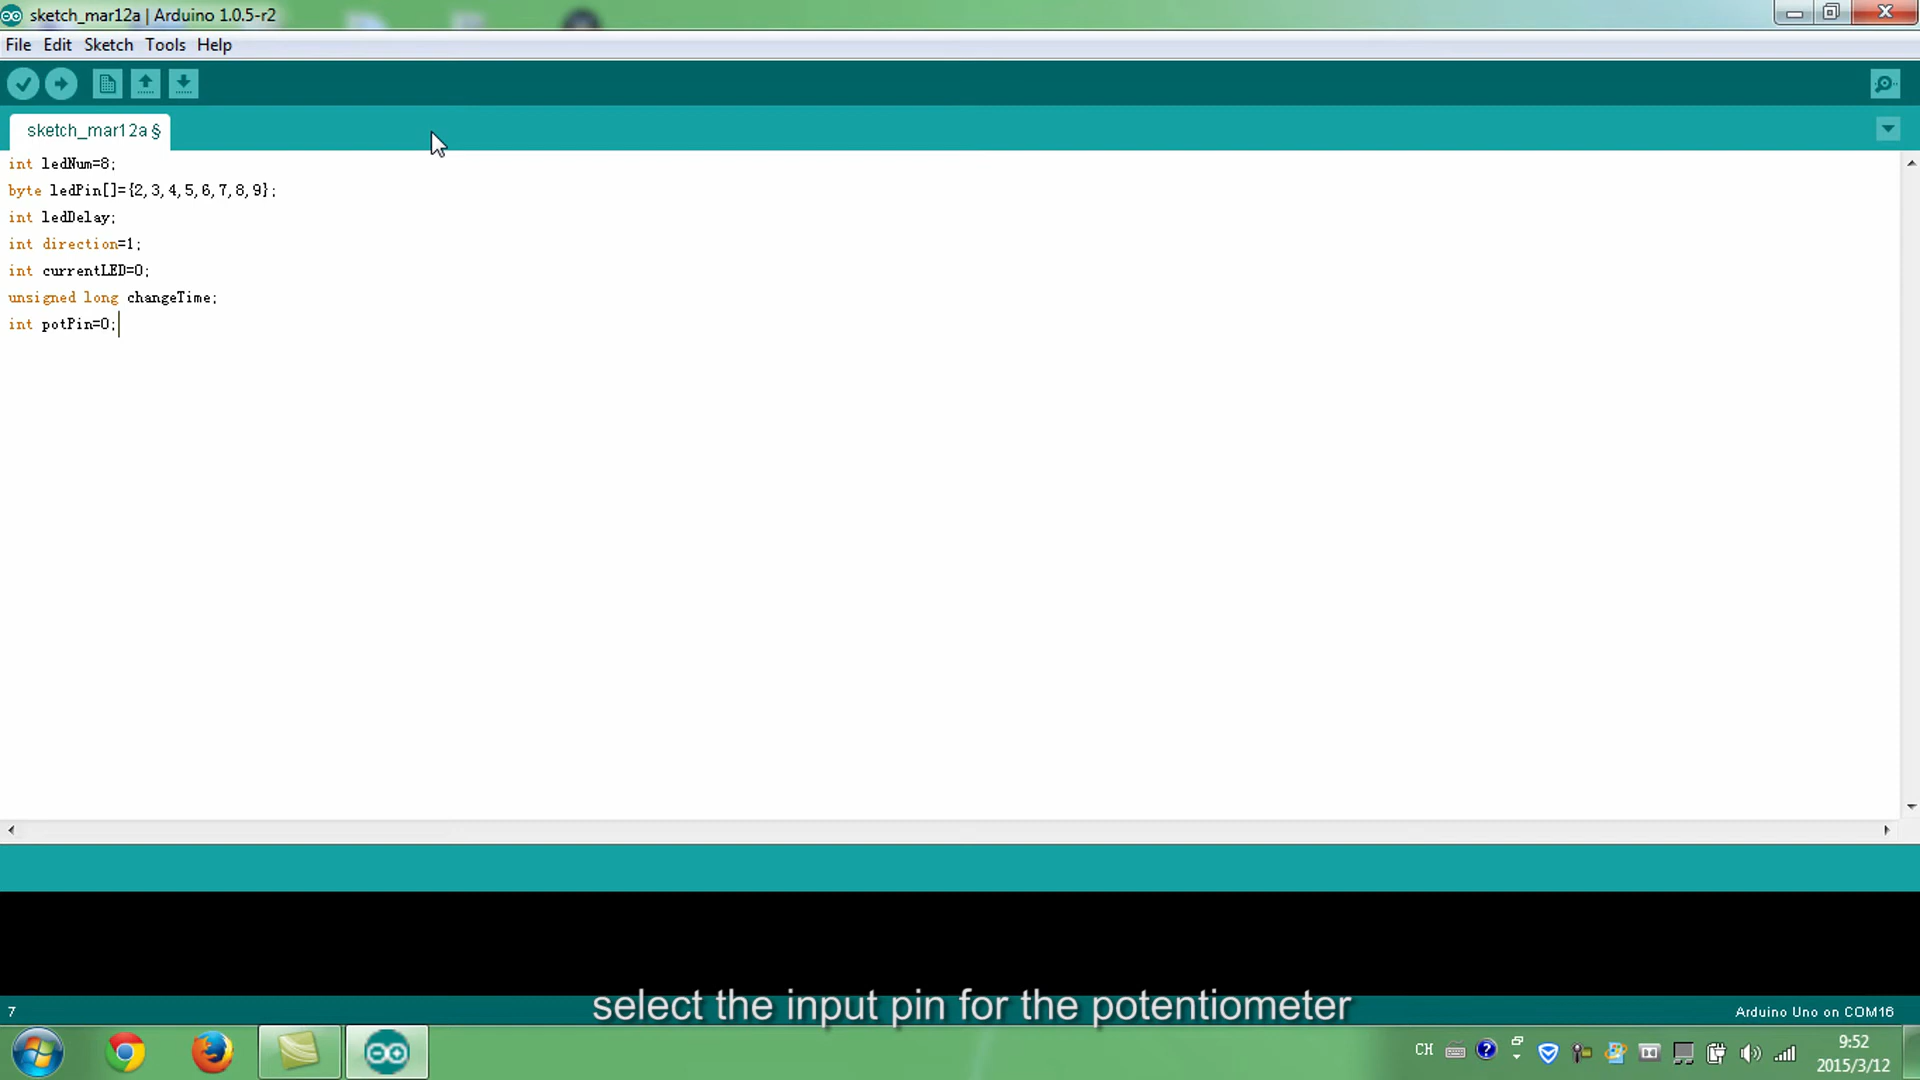 sketch_mar12a | Arduino 1.0.5-r2
File Edit Sketch Tools Help
sketch_mar12a §
int ledNum=8;
byte ledPin[]={2,3,4,5,6,7,8,9};
int ledDelay;
int direction=1;
int currentLED=0;
unsigned long changeTime;
int potPin=0;
select the input pin for the potentiometer
7
Arduino Uno on COM16
CH
9:52
2015/3/12